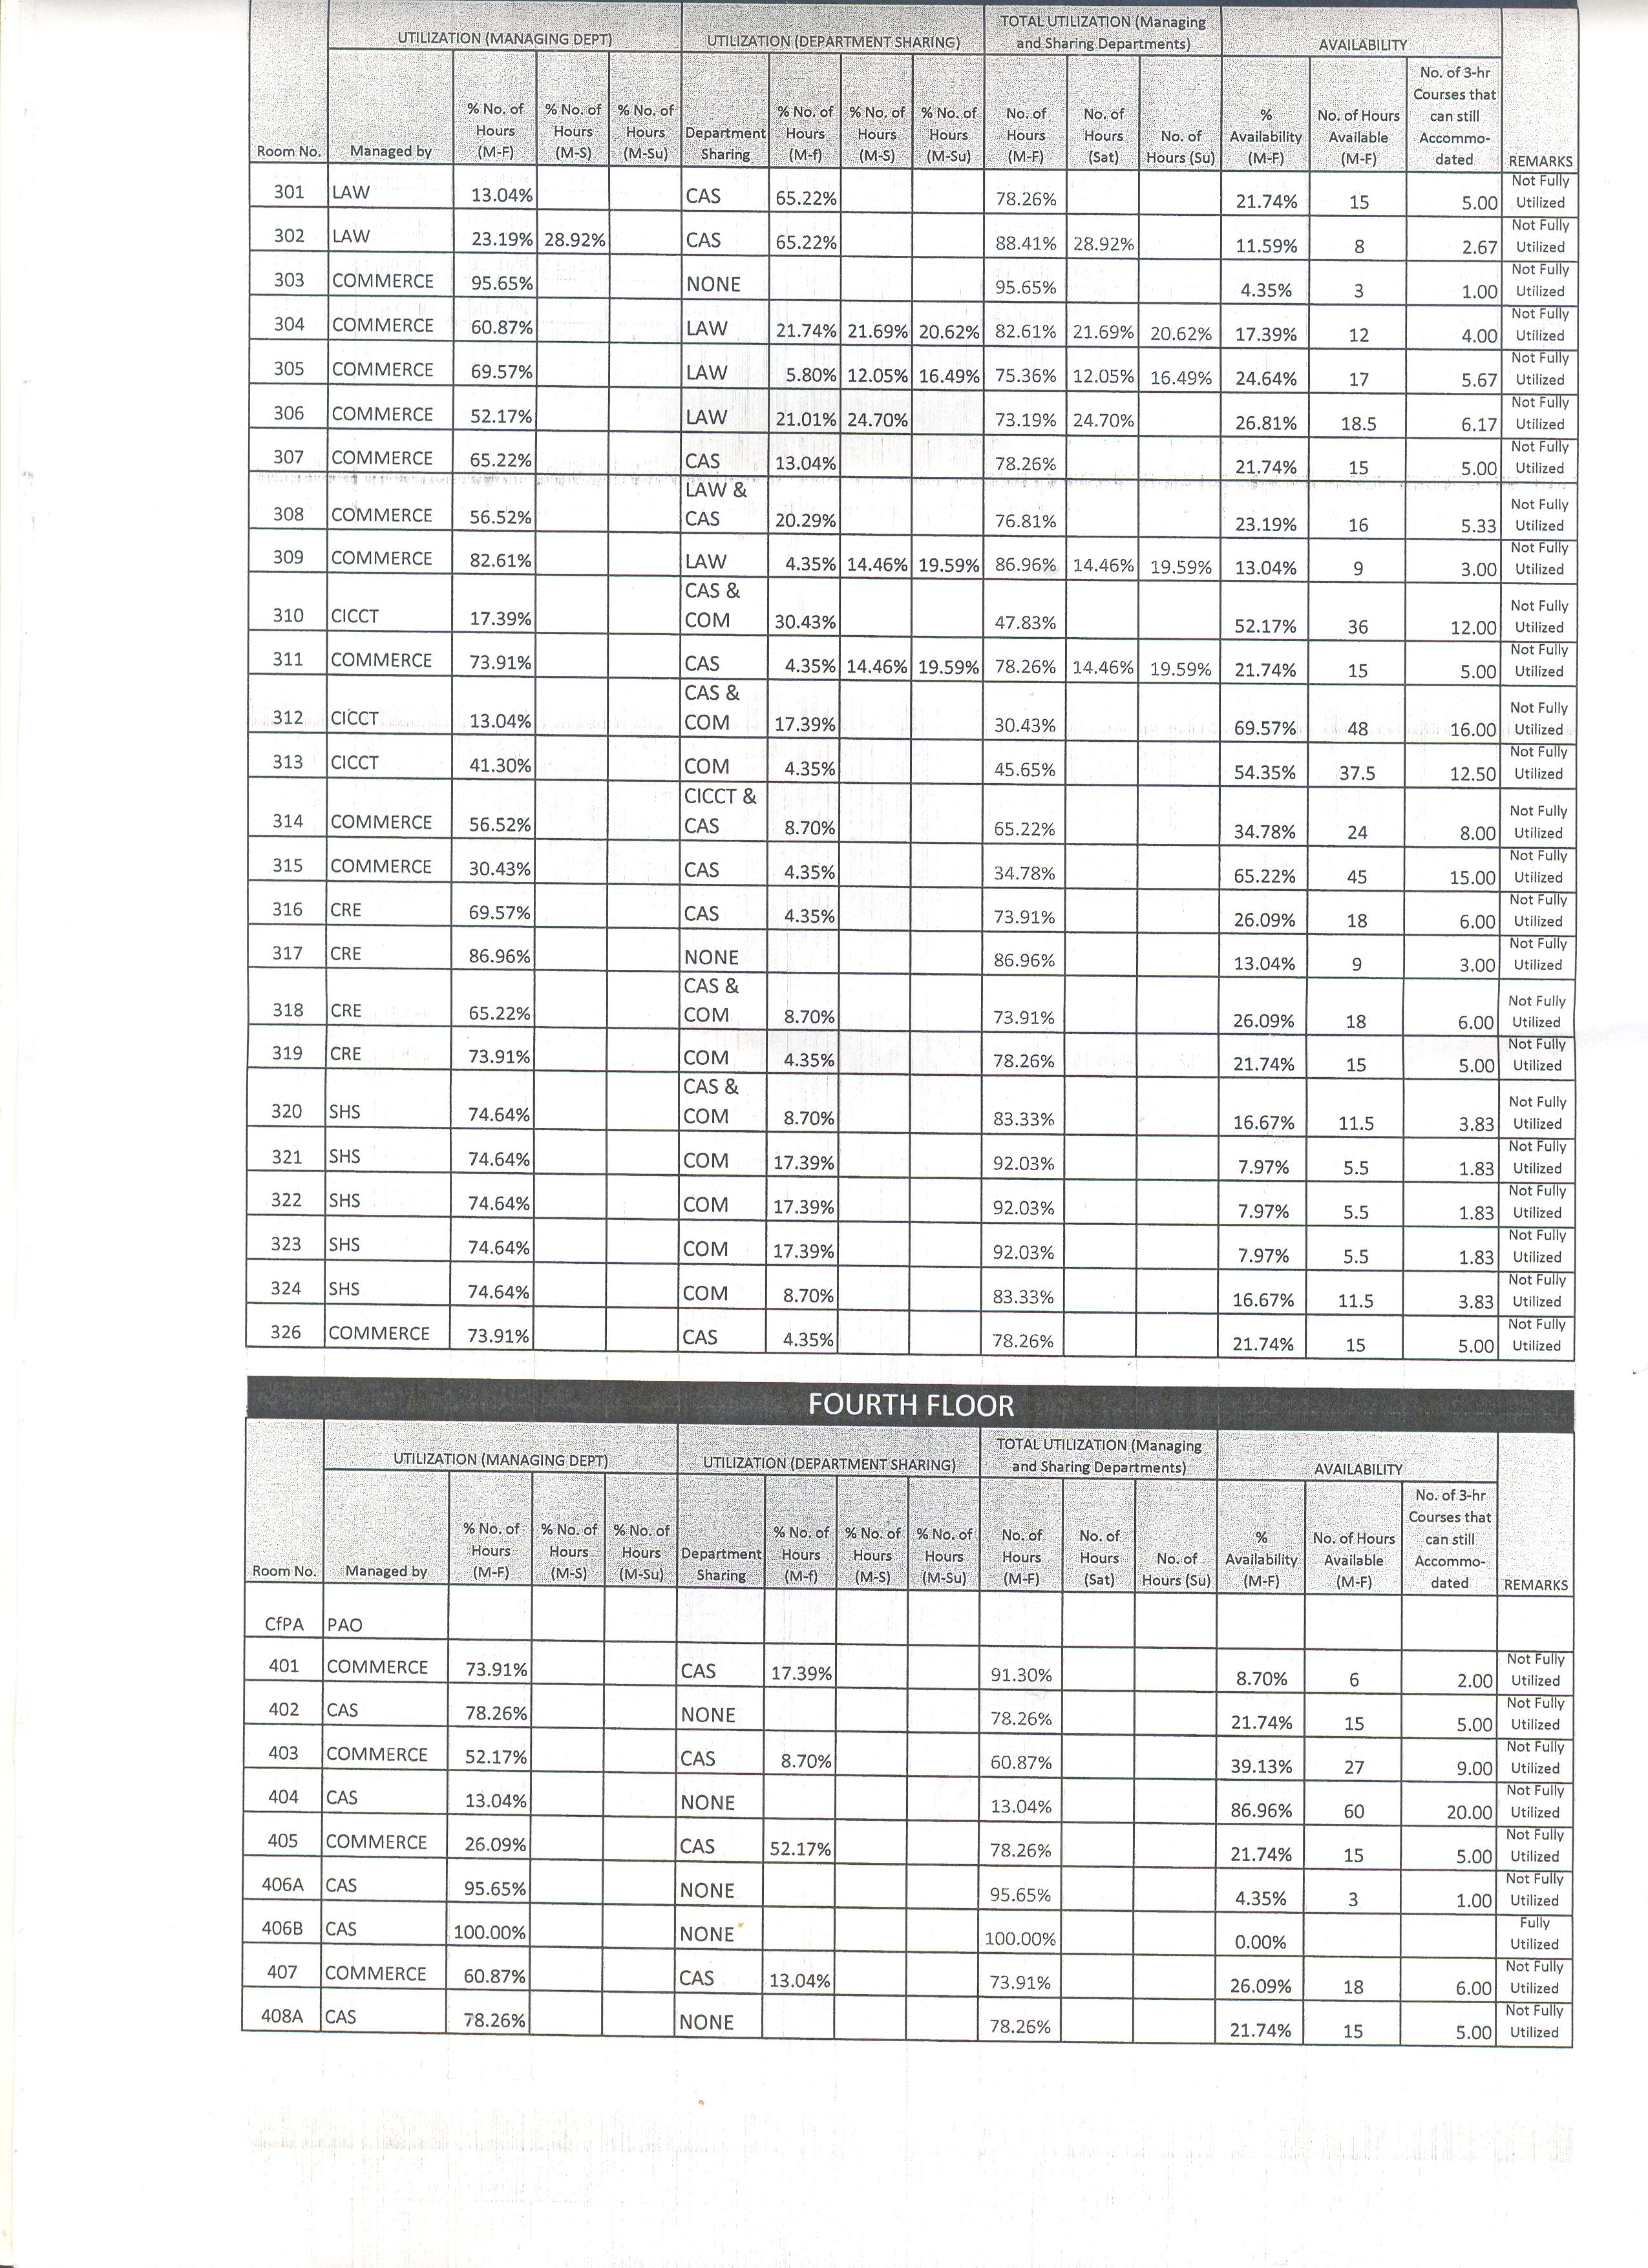 UTILIZATION (MANAGING DEPT) UTILIZATION (DEPARTMENT SHARING) TOTAL UTILIZATION (Managing and Sharing Departments) AVAILABILITY
Room No. Managed by % No. of Hours (M-F) % No. of Hours (M-S) % No. of Hours (M-Su) Department Sharing % No. of Hours (M-f) % No. of Hours (M-S) % No. of Hours (M-Su) No. of Hours (M-F) No. of Hours (Sat) No. of Hours (Su) % Availability (M-F) No. of Hours Available (M-F) No. of 3-hr Courses that can still Accommo-dated REMARKS
301 LAW 13.04% CAS 65.22% 78.26% 21.74% 15 5.00 Not Fully Utilized
302 LAW 23.19% 28.92% CAS 65.22% 88.41% 28.92% 11.59% 8 2.67 Not Fully Utilized
303 COMMERCE 95.65% NONE 95.65% 4.35% 3 1.00 Not Fully Utilized
304 COMMERCE 60.87% LAW 21.74% 21.69% 20.62% 82.61% 21.69% 20.62% 17.39% 12 4.00 Not Fully Utilized
305 COMMERCE 69.57% LAW 5.80% 12.05% 16.49% 75.36% 12.05% 16.49% 24.64% 17 5.67 Not Fully Utilized
306 COMMERCE 52.17% LAW 21.01% 24.70% 73.19% 24.70% 26.81% 18.5 6.17 Not Fully Utilized
307 COMMERCE 65.22% CAS 13.04% 78.26% 21.74% 15 5.00 Not Fully Utilized
308 COMMERCE 56.52% LAW & CAS 20.29% 76.81% 23.19% 16 5.33 Not Fully Utilized
309 COMMERCE 82.61% LAW 4.35% 14.46% 19.59% 86.96% 14.46% 19.59% 13.04% 9 3.00 Not Fully Utilized
310 CICCT 17.39% CAS & COM 30.43% 47.83% 52.17% 36 12.00 Not Fully Utilized
311 COMMERCE 73.91% CAS 4.35% 14.46% 19.59% 78.26% 14.46% 19.59% 21.74% 15 5.00 Not Fully Utilized
312 CICCT 13.04% CAS & COM 17.39% 30.43% 69.57% 48 16.00 Not Fully Utilized
313 CICCT 41.30% COM 4.35% 45.65% 54.35% 37.5 12.50 Not Fully Utilized
314 COMMERCE 56.52% CICCT & CAS 8.70% 65.22% 34.78% 24 8.00 Not Fully Utilized
315 COMMERCE 30.43% CAS 4.35% 34.78% 65.22% 45 15.00 Not Fully Utilized
316 CRE 69.57% CAS 4.35% 73.91% 26.09% 18 6.00 Not Fully Utilized
317 CRE 86.96% NONE 86.96% 13.04% 9 3.00 Not Fully Utilized
318 CRE 65.22% CAS & COM 8.70% 73.91% 26.09% 18 6.00 Not Fully Utilized
319 CRE 73.91% COM 4.35% 78.26% 21.74% 15 5.00 Not Fully Utilized
320 SHS 74.64% CAS & COM 8.70% 83.33% 16.67% 11.5 3.83 Not Fully Utilized
321 SHS 74.64% COM 17.39% 92.03% 7.97% 5.5 1.83 Not Fully Utilized
322 SHS 74.64% COM 17.39% 92.03% 7.97% 5.5 1.83 Not Fully Utilized
323 SHS 74.64% COM 17.39% 92.03% 7.97% 5.5 1.83 Not Fully Utilized
324 SHS 74.64% COM 8.70% 83.33% 16.67% 11.5 3.83 Not Fully Utilized
326 COMMERCE 73.91% CAS 4.35% 78.26% 21.74% 15 5.00 Not Fully Utilized
FOURTH FLOOR
UTILIZATION (MANAGING DEPT) UTILIZATION (DEPARTMENT SHARING) TOTAL UTILIZATION (Managing and Sharing Departments) AVAILABILITY
Room No. Managed by % No. of Hours (M-F) % No. of Hours (M-S) % No. of Hours (M-Su) Department Sharing % No. of Hours (M-f) % No. of Hours (M-S) % No. of Hours (M-Su) No. of Hours (M-F) No. of Hours (Sat) No. of Hours (Su) % Availability (M-F) No. of Hours Available (M-F) No. of 3-hr Courses that can still Accommo-dated REMARKS
CfPA PAO
401 COMMERCE 73.91% CAS 17.39% 91.30% 8.70% 6 2.00 Not Fully Utilized
402 CAS 78.26% NONE 78.26% 21.74% 15 5.00 Not Fully Utilized
403 COMMERCE 52.17% CAS 8.70% 60.87% 39.13% 27 9.00 Not Fully Utilized
404 CAS 13.04% NONE 13.04% 86.96% 60 20.00 Not Fully Utilized
405 COMMERCE 26.09% CAS 52.17% 78.26% 21.74% 15 5.00 Not Fully Utilized
406A CAS 95.65% NONE 95.65% 4.35% 3 1.00 Not Fully Utilized
406B CAS 100.00% NONE 100.00% 0.00% Fully Utilized
407 COMMERCE 60.87% CAS 13.04% 73.91% 26.09% 18 6.00 Not Fully Utilized
408A CAS 78.26% NONE 78.26% 21.74% 15 5.00 Not Fully Utilized